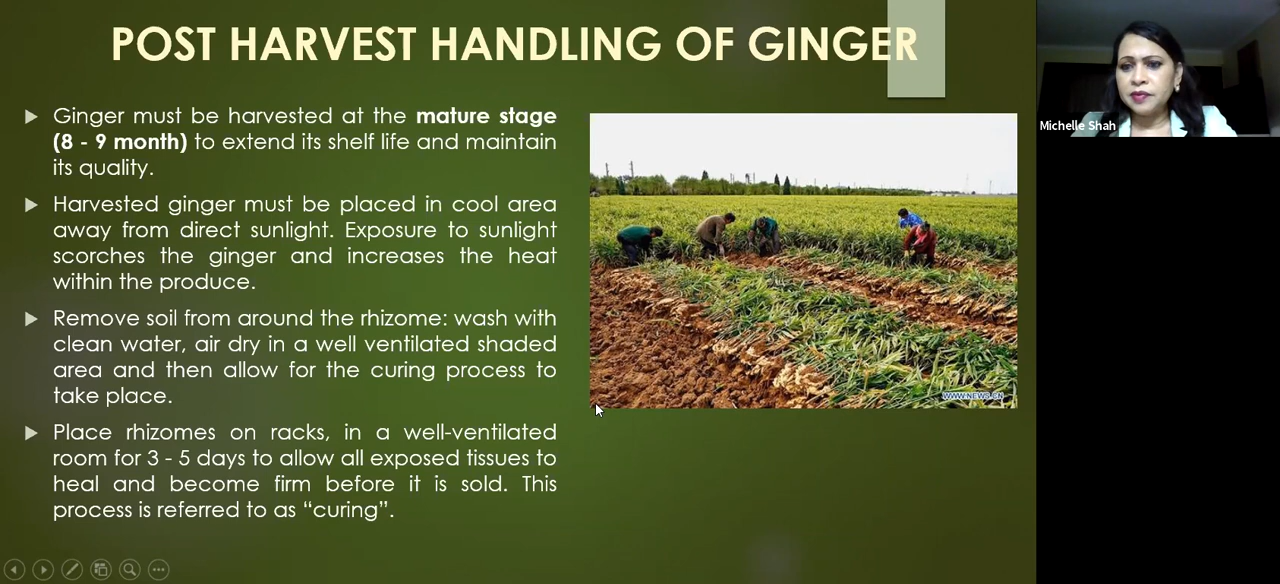 POST HARVEST HANDLING OF GINGER
Ginger must be harvested at the mature stage
(8 - 9 month) to extend its shelf life and maintain
its quality.
Harvested ginger must be placed in cool area
away from direct sunlight. Exposure to sunlight
scorches the ginger and increases the heat
within the produce.
Remove soil from around the rhizome: wash with
clean water, air dry in a well ventilated shaded
area and then allow for the curing process to
take place.
Place rhizomes on racks, in a well-ventilated
room for 3 - 5 days to allow all exposed tissues to
heal and become firm before it is sold. This
process is referred to as “curing”.
WWW.NEWS.CN
Michelle Shah